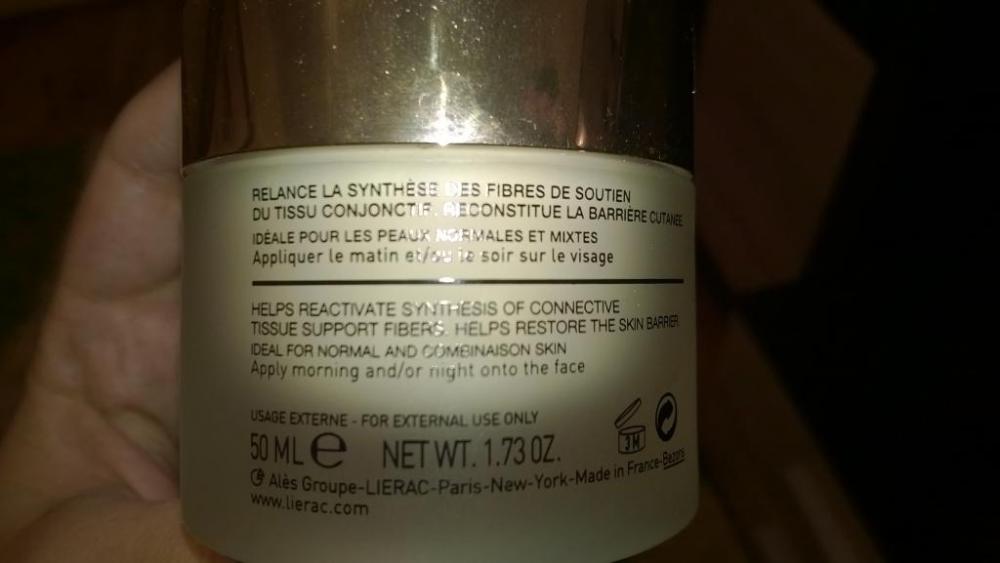 RELANCE LA SYNTHÈSE DES FIBRES DE SOUTIEN
DU TISSU CONJONCTIF. RECONSTITUE LA BARRIÈRE CUTANÉE
IDÉALE POUR LES PEAUX NORMALES ET MIXTES
Appliquer le matin et/ou le soir sur le visage
HELPS REACTIVATE SYNTHESIS OF CONNECTIVE
TISSUE SUPPORT FIBERS. HELPS RESTORE THE SKIN BARRIER
IDEAL FOR NORMAL AND COMBINAISON SKIN
Apply morning and/or night onto the face
USAGE EXTERNE - FOR EXTERNAL USE ONLY
3M
50 ML e NET WT. 1.73 OZ.
Alès Groupe-LIERAC-Paris-New-York-Made in France-Bezons
www.lierac.com